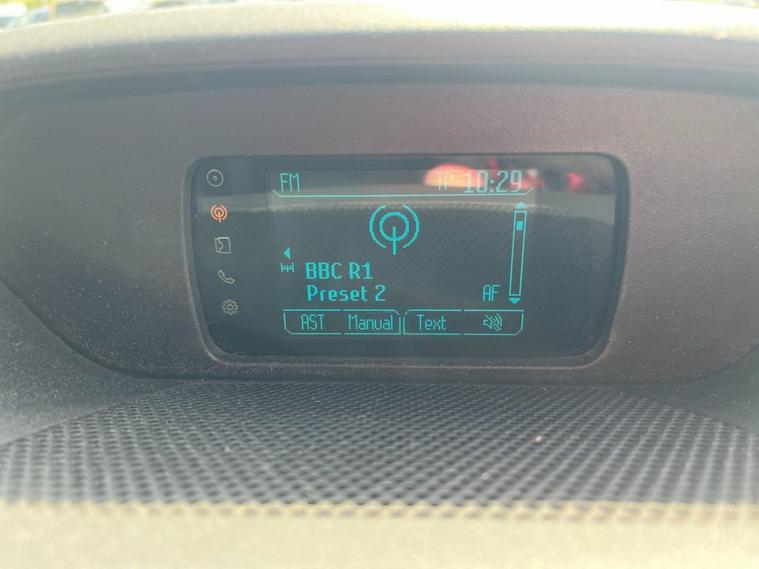 FM TP 10:29
BBC R1
Preset 2 AF
AST Manual Text